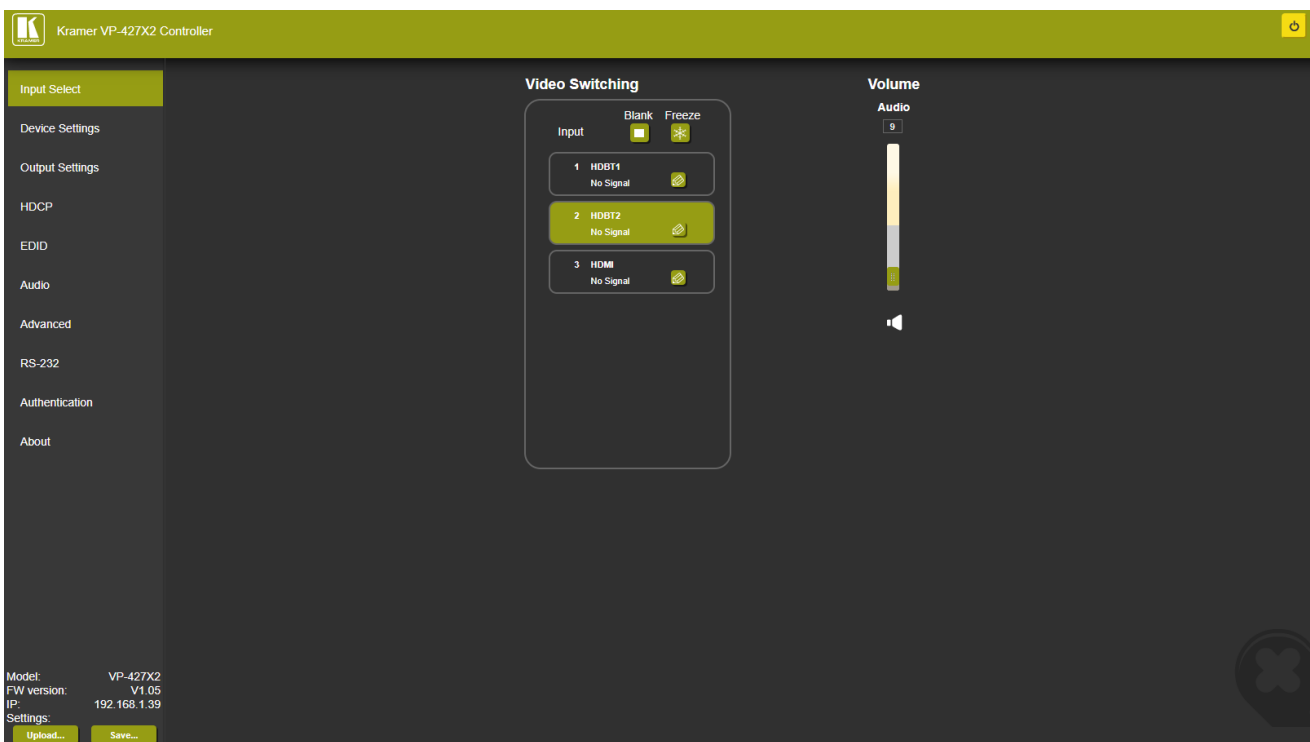 KRAMER
Kramer VP-427X2 Controller
Input Select
Device Settings
Output Settings
HDCP
EDID
Audio
Advanced
RS-232
Authentication
About
Model: VP-427X2
FW version: V1.05
IP: 192.168.1.39
Settings:
Upload... Save...
Video Switching
Blank Freeze
Input
1 HDBT1
No Signal
2 HDBT2
No Signal
3 HDMI
No Signal
Volume
Audio
9